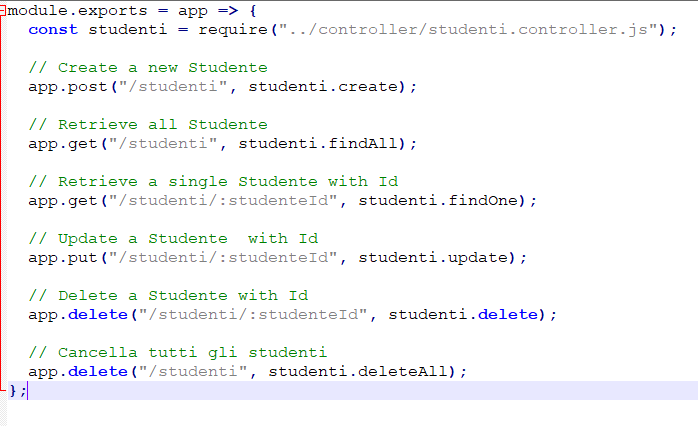 module.exports = app => {
  const studenti = require("../controller/studenti.controller.js");

  // Create a new Studente
  app.post("/studenti", studenti.create);

  // Retrieve all Studente
  app.get("/studenti", studenti.findAll);

  // Retrieve a single Studente with Id
  app.get("/studenti/:studenteId", studenti.findOne);

  // Update a Studente  with Id
  app.put("/studenti/:studenteId", studenti.update);

  // Delete a Studente with Id
  app.delete("/studenti/:studenteId", studenti.delete);

  // Cancella tutti gli studenti
  app.delete("/studenti", studenti.deleteAll);
};